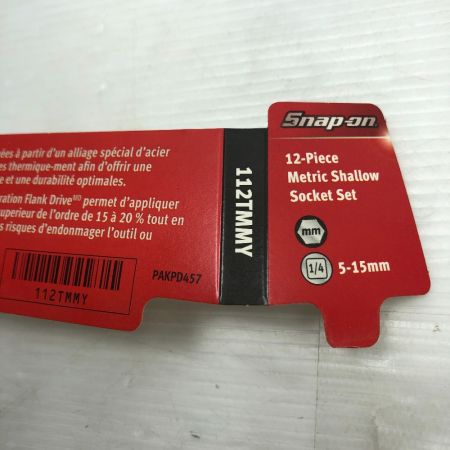 ées à partir d'un alliage spécial d'acier
es thermique-ment afin d'offrir une
e et une durabilité optimales.
ration Flank Drive MD permet d'appliquer
superieur de l'ordre de 15 à 20 % tout en
s risques d'endommager l'outil ou
112TMMY
PAKPD457
112TMMY
Snap-on
12-Piece
Metric Shallow
Socket Set
mm
1/4 5-15mm